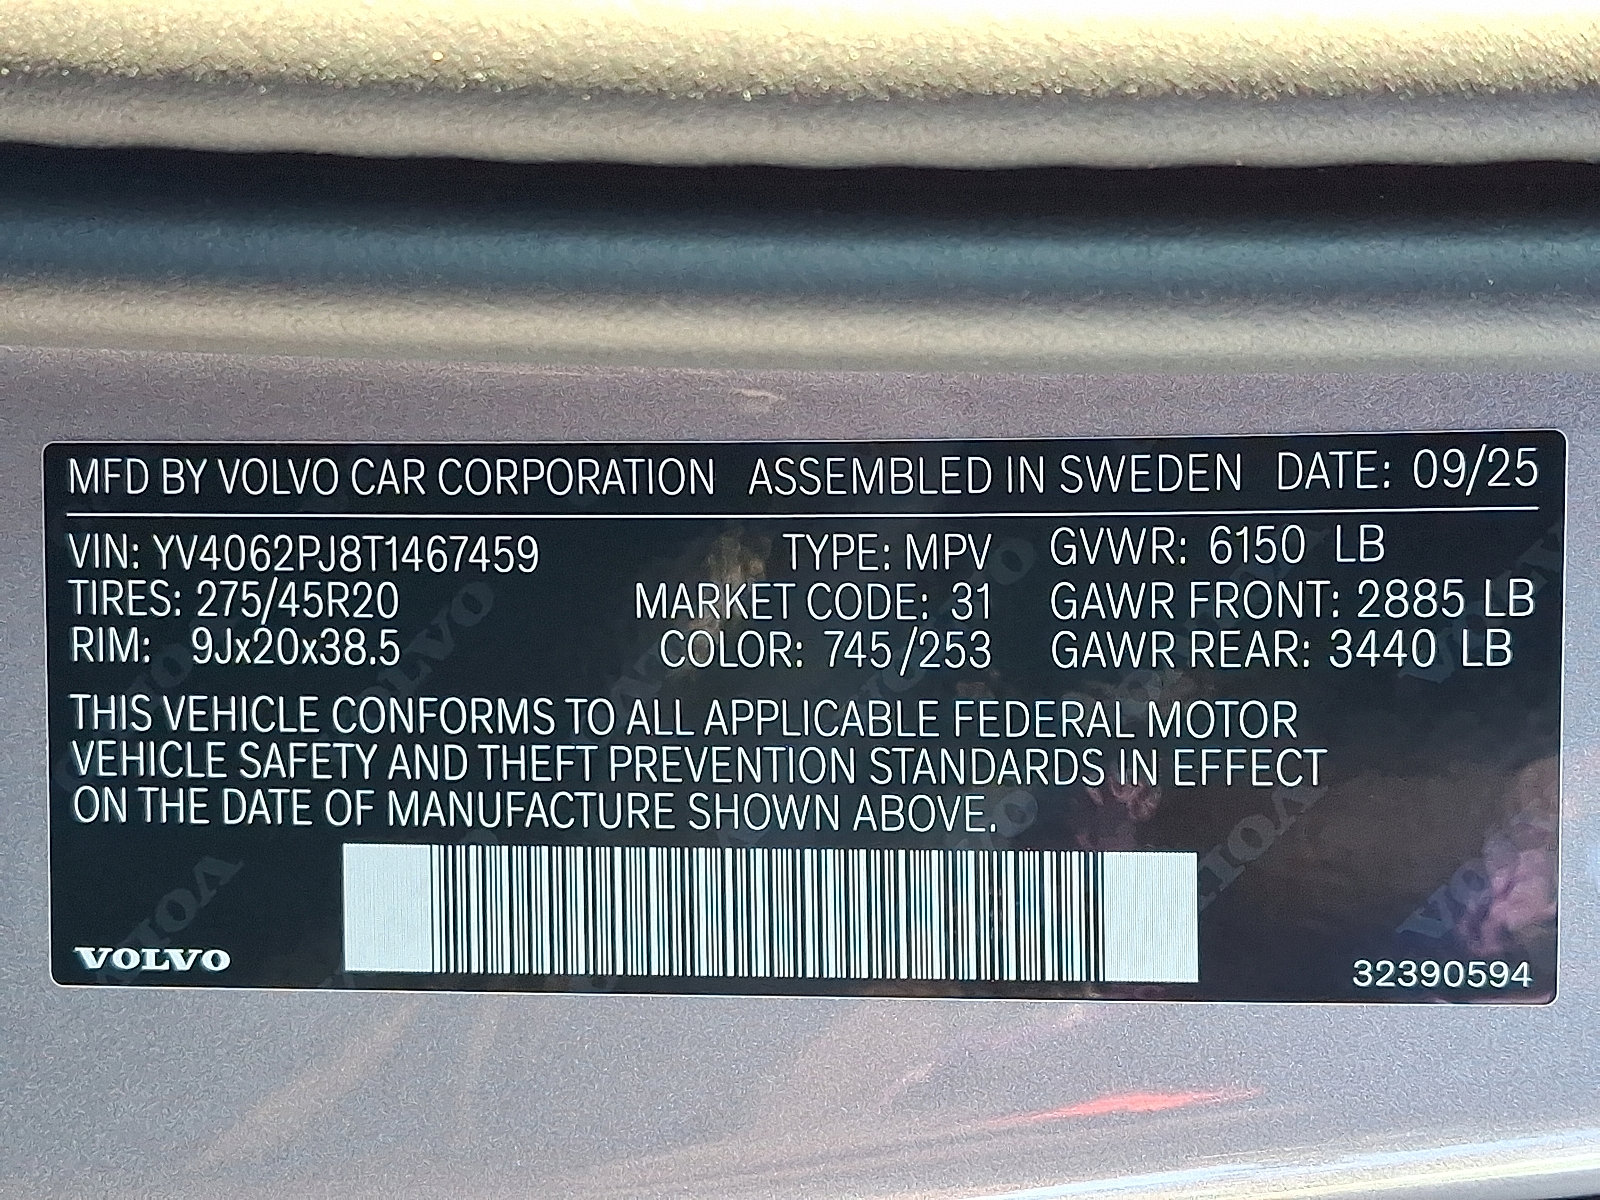 MFD BY VOLVO CAR CORPORATION ASSEMBLED IN SWEDEN DATE: 09/25
VIN: YV4062PJ8T1467459 TYPE: MPV GVWR: 6150 LB
TIRES: 275/45R20 MARKET CODE: 31 GAWR FRONT: 2885 LB
RIM: 9Jx20x38.5 COLOR: 745/253 GAWR REAR: 3440 LB
THIS VEHICLE CONFORMS TO ALL APPLICABLE FEDERAL MOTOR
VEHICLE SAFETY AND THEFT PREVENTION STANDARDS IN EFFECT
ON THE DATE OF MANUFACTURE SHOWN ABOVE.
VOLVO 32390594